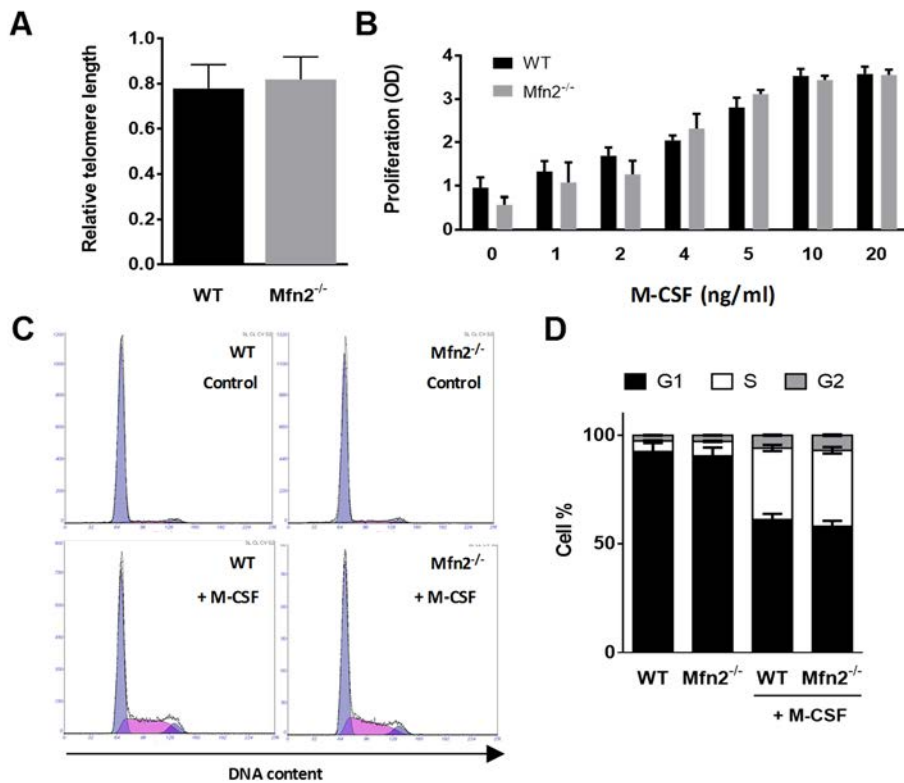 A
Relative telomere length
1.0
0.8
0.6
0.4
0.2
0.0
WT
Mfn2-/-
B
Proliferation (OD)
4
3
2
1
0
WT
Mfn2-/-
0 1 2 4 5 10 20
M-CSF (ng/ml)
C
WT
Control
Mfn2-/-
Control
WT
+ M-CSF
Mfn2-/-
+ M-CSF
DNA content
D
G1 S G2
Cell %
100
50
0
WT Mfn2-/- WT Mfn2-/-
+ M-CSF